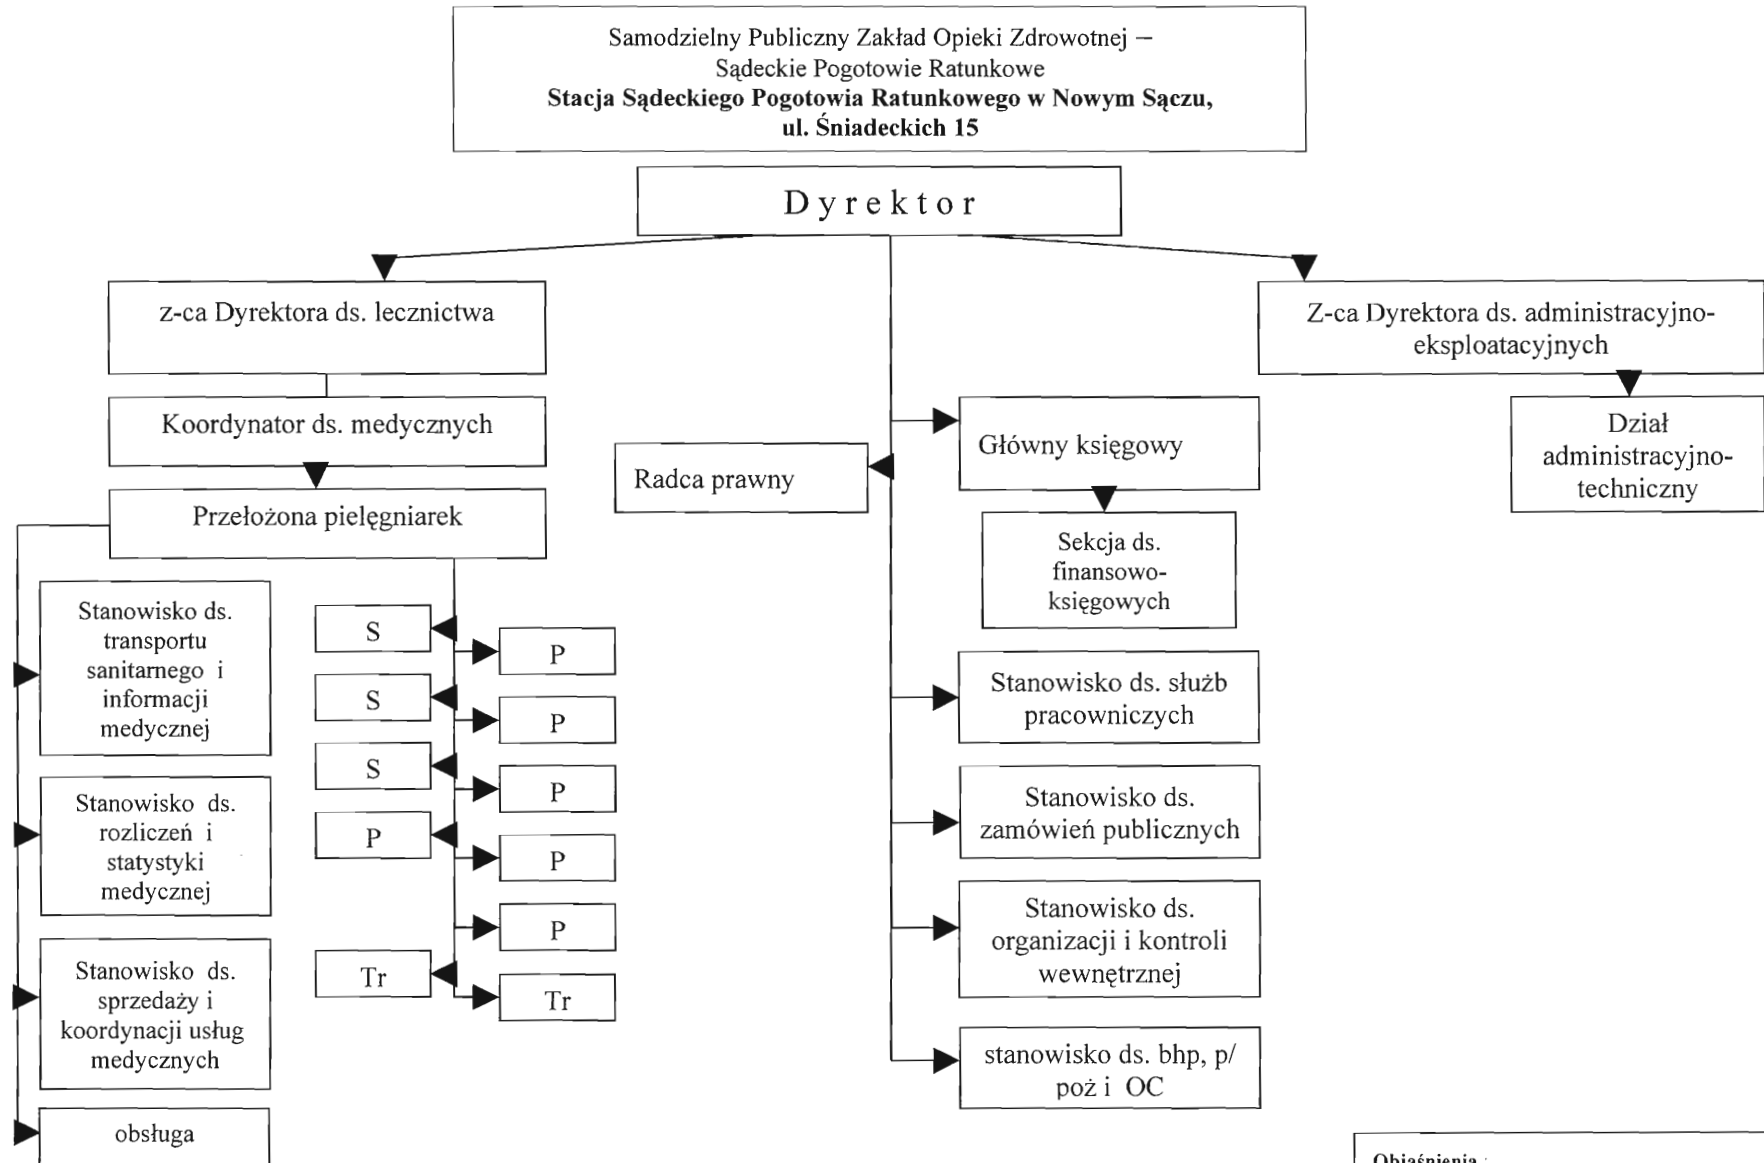 Samodzielny Publiczny Zakład Opieki Zdrowotnej –
Sądeckie Pogotowie Ratunkowe
Stacja Sądeckiego Pogotowia Ratunkowego w Nowym Sączu,
ul. Śniadeckich 15
Dyrektor
z-ca Dyrektora ds. lecznictwa
Z-ca Dyrektora ds. administracyjno-
eksploatacyjnych
Koordynator ds. medycznych
Przełożona pielęgniarek
Radca prawny
Główny księgowy
Dział
administracyjno-
techniczny
Sekcja ds.
finansowo-
księgowych
Stanowisko ds.
transportu
sanitarnego i
informacji
medycznej
Stanowisko ds.
rozliczeń i
statystyki
medycznej
Stanowisko ds.
sprzedaży i
koordynacji usług
medycznych
obsługa
S
S
S
P
Tr
P
P
P
P
P
Tr
Stanowisko ds. służb
pracowniczych
Stanowisko ds.
zamówień publicznych
Stanowisko ds.
organizacji i kontroli
wewnętrznej
stanowisko ds. bhp, p/
poż i OC
Objaśnienia :